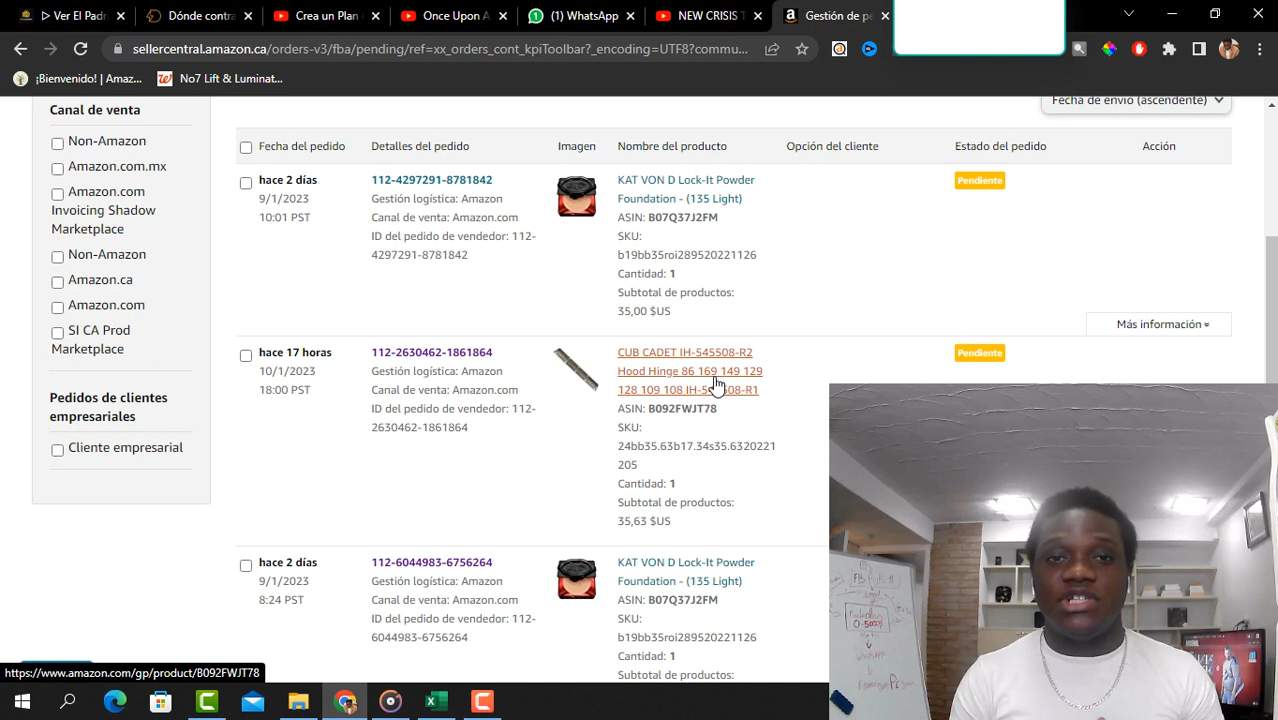 Ver El Padri
Dónde contra
Crea un Plan
Once Upon A
(1) WhatsApp
NEW CRISIS T
Gestión de pe
sellercentral.amazon.ca/orders-v3/fba/pending/ref=xx_orders_cont_kpiToolbar?_encoding=UTF8?commu...
¡Bienvenido! | Amaz...
No7 Lift & Luminat...
Canal de venta
Non-Amazon
Amazon.com.mx
Amazon.com
Invoicing Shadow
Marketplace
Non-Amazon
Amazon.ca
Amazon.com
SI CA Prod
Marketplace
Pedidos de clientes
empresariales
Cliente empresarial
Fecha de envío (ascendente)
Fecha del pedido
Detalles del pedido
Imagen
Nombre del producto
Opción del cliente
Estado del pedido
Acción
hace 2 días
9/1/2023
10:01 PST
112-4297291-8781842
Gestión logística: Amazon
Canal de venta: Amazon.com
ID del pedido de vendedor: 112-
4297291-8781842
KAT VON D Lock-It Powder
Foundation - (135 Light)
ASIN: B07Q37J2FM
SKU:
b19bb35roi289520221126
Cantidad: 1
Subtotal de productos:
35,00 $US
Pendiente
Más información
hace 17 horas
10/1/2023
18:00 PST
112-2630462-1861864
Gestión logística: Amazon
Canal de venta: Amazon.com
ID del pedido de vendedor: 112-
2630462-1861864
CUB CADET IH-545508-R2
Hood Hinge 86 169 149 129
128 109 108 IH-5 508-R1
ASIN: B092FWJT78
SKU:
24bb35.63b17.34s35.6320221
205
Cantidad: 1
Subtotal de productos:
35,63 $US
Pendiente
hace 2 días
9/1/2023
8:24 PST
112-6044983-6756264
Gestión logística: Amazon
Canal de venta: Amazon.com
ID del pedido de vendedor: 112-
6044983-6756264
KAT VON D Lock-It Powder
Foundation - (135 Light)
ASIN: B07Q37J2FM
SKU:
b19bb35roi289520221126
Cantidad: 1
Subtotal de productos:
https://www.amazon.com/gp/product/B092FWJT78